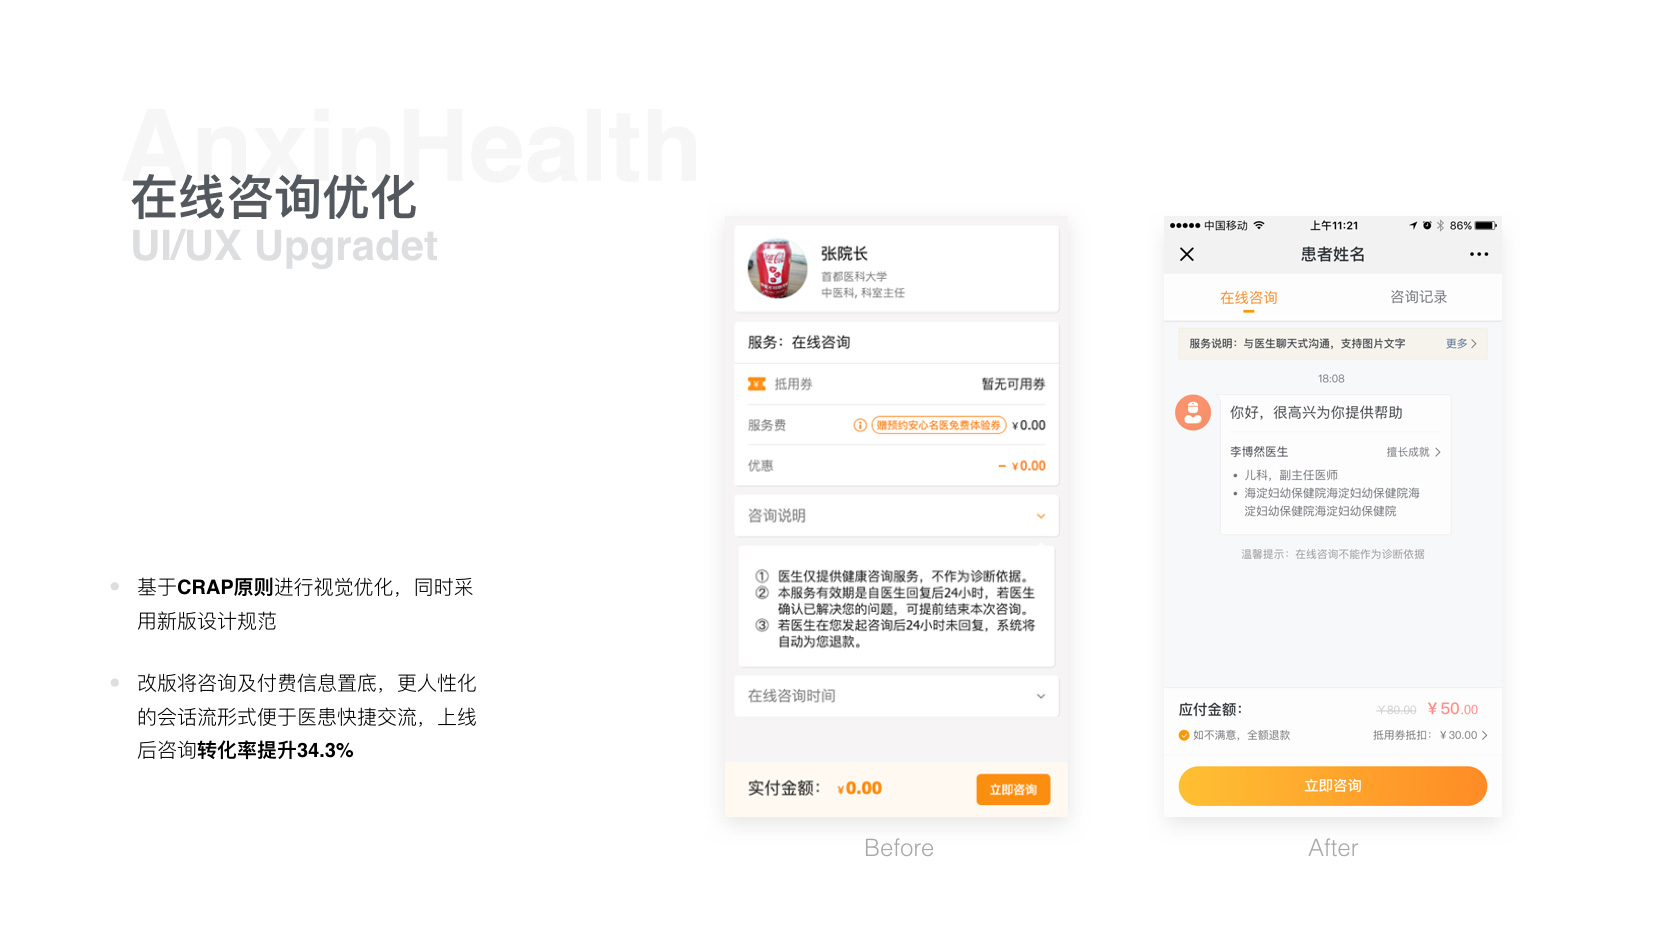 AnxinHealth
在线咨询优化
UI/UX Upgradet
基于CRAP原则进行视觉优化，同时采
用新版设计规范
改版将咨询及付费信息置底，更人性化
的会话流形式便于医患快捷交流，上线
后咨询转化率提升34.3%
张院长
首都医科大学
中医科, 科室主任
服务：在线咨询
抵用券 暂无可用券
服务费 赠预约安心名医免费体验券 ¥0.00
优惠 - ¥0.00
咨询说明
① 医生仅提供健康咨询服务，不作为诊断依据。
② 本服务有效期是自医生回复后24小时，若医生
确认已解决您的问题，可提前结束本次咨询。
③ 若医生在您发起咨询后24小时未回复，系统将
自动为您退款。
在线咨询时间
实付金额： ¥0.00 立即咨询
Before
中国移动 上午11:21 86%
患者姓名
在线咨询 咨询记录
服务说明：与医生聊天式沟通，支持图片文字 更多
18:08
你好，很高兴为你提供帮助
李博然医生 擅长成就
• 儿科，副主任医师
• 海淀妇幼保健院海淀妇幼保健院海
淀妇幼保健院海淀妇幼保健院
温馨提示：在线咨询不能作为诊断依据
应付金额： ¥80.00 ¥50.00
如不满意，全额退款 抵用券抵扣：¥30.00
立即咨询
After